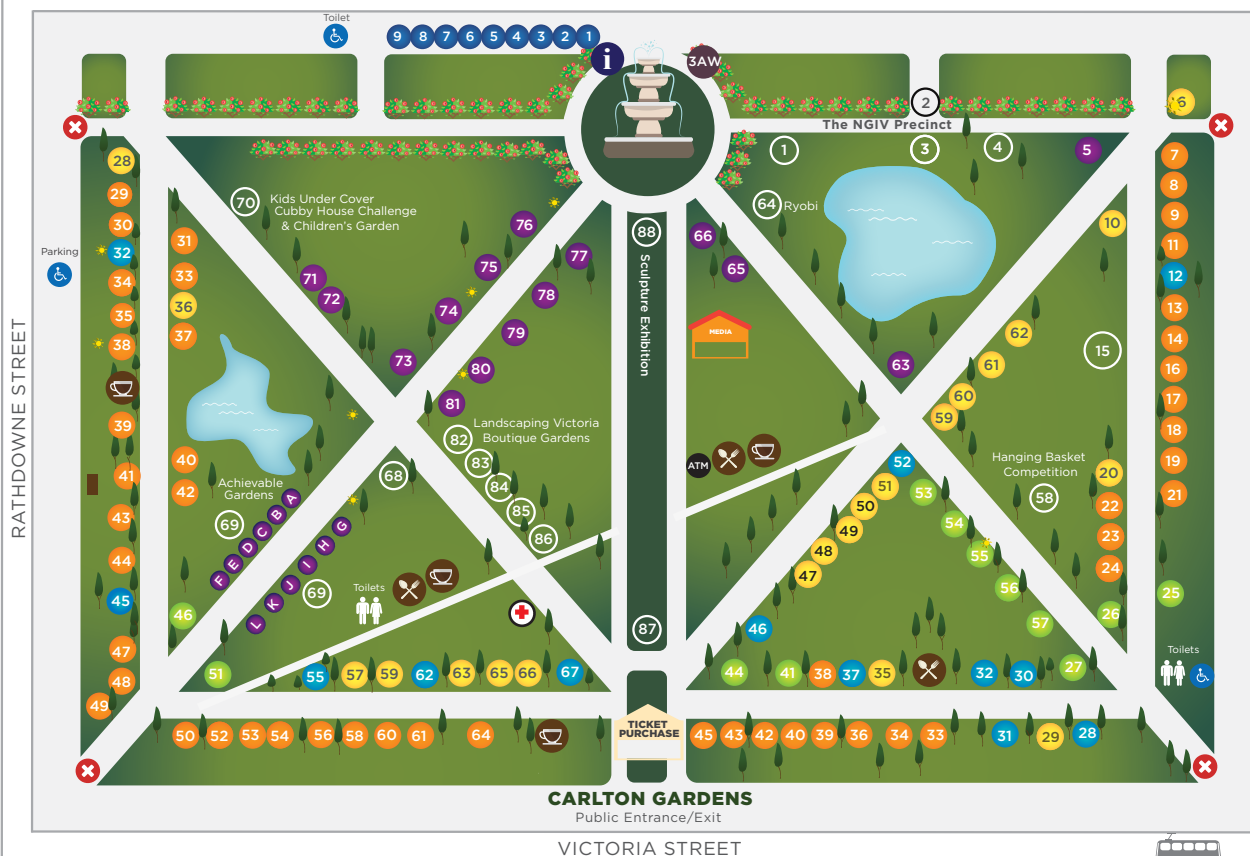 Toilet
9 8 7 6 5 4 3 2 1
i
3AW
2
6
The NGIV Precinct
1
3
4
5
7
28
8
29
70
Kids Under Cover
Cubby House Challenge
& Children's Garden
64 Ryobi
9
30
76
88
66
10
31
11
Parking
32
77
75
65
12
33
71
34
72
78
36
74
13
35
Sculpture Exhibition
MEDIA
37
79
62
14
38
73
80
63
61
15
16
81
60
17
39
59
82
Landscaping Victoria
Boutique Gardens
18
40
83
ATM
52
Hanging Basket
Competition
19
41
68
20
42
Achievable
Gardens
84
51
53
58
21
A
B
C
D
E
F
69
85
50
22
43
G
H
I
J
K
L
69
86
49
54
23
44
48
55
24
47
56
45
Toilets
25
46
57
26
87
46
47
Toilets
51
55 57 59 62 63 65 66 67
44 41 38 37 35 32 30 27
48
49
50 52 53 54 56 58 60 61 64
TICKET
PURCHASE
45 43 42 40 39 36 34 33 31 29 28
CARLTON GARDENS
Public Entrance/Exit
VICTORIA STREET
RATHDOWNE STREET